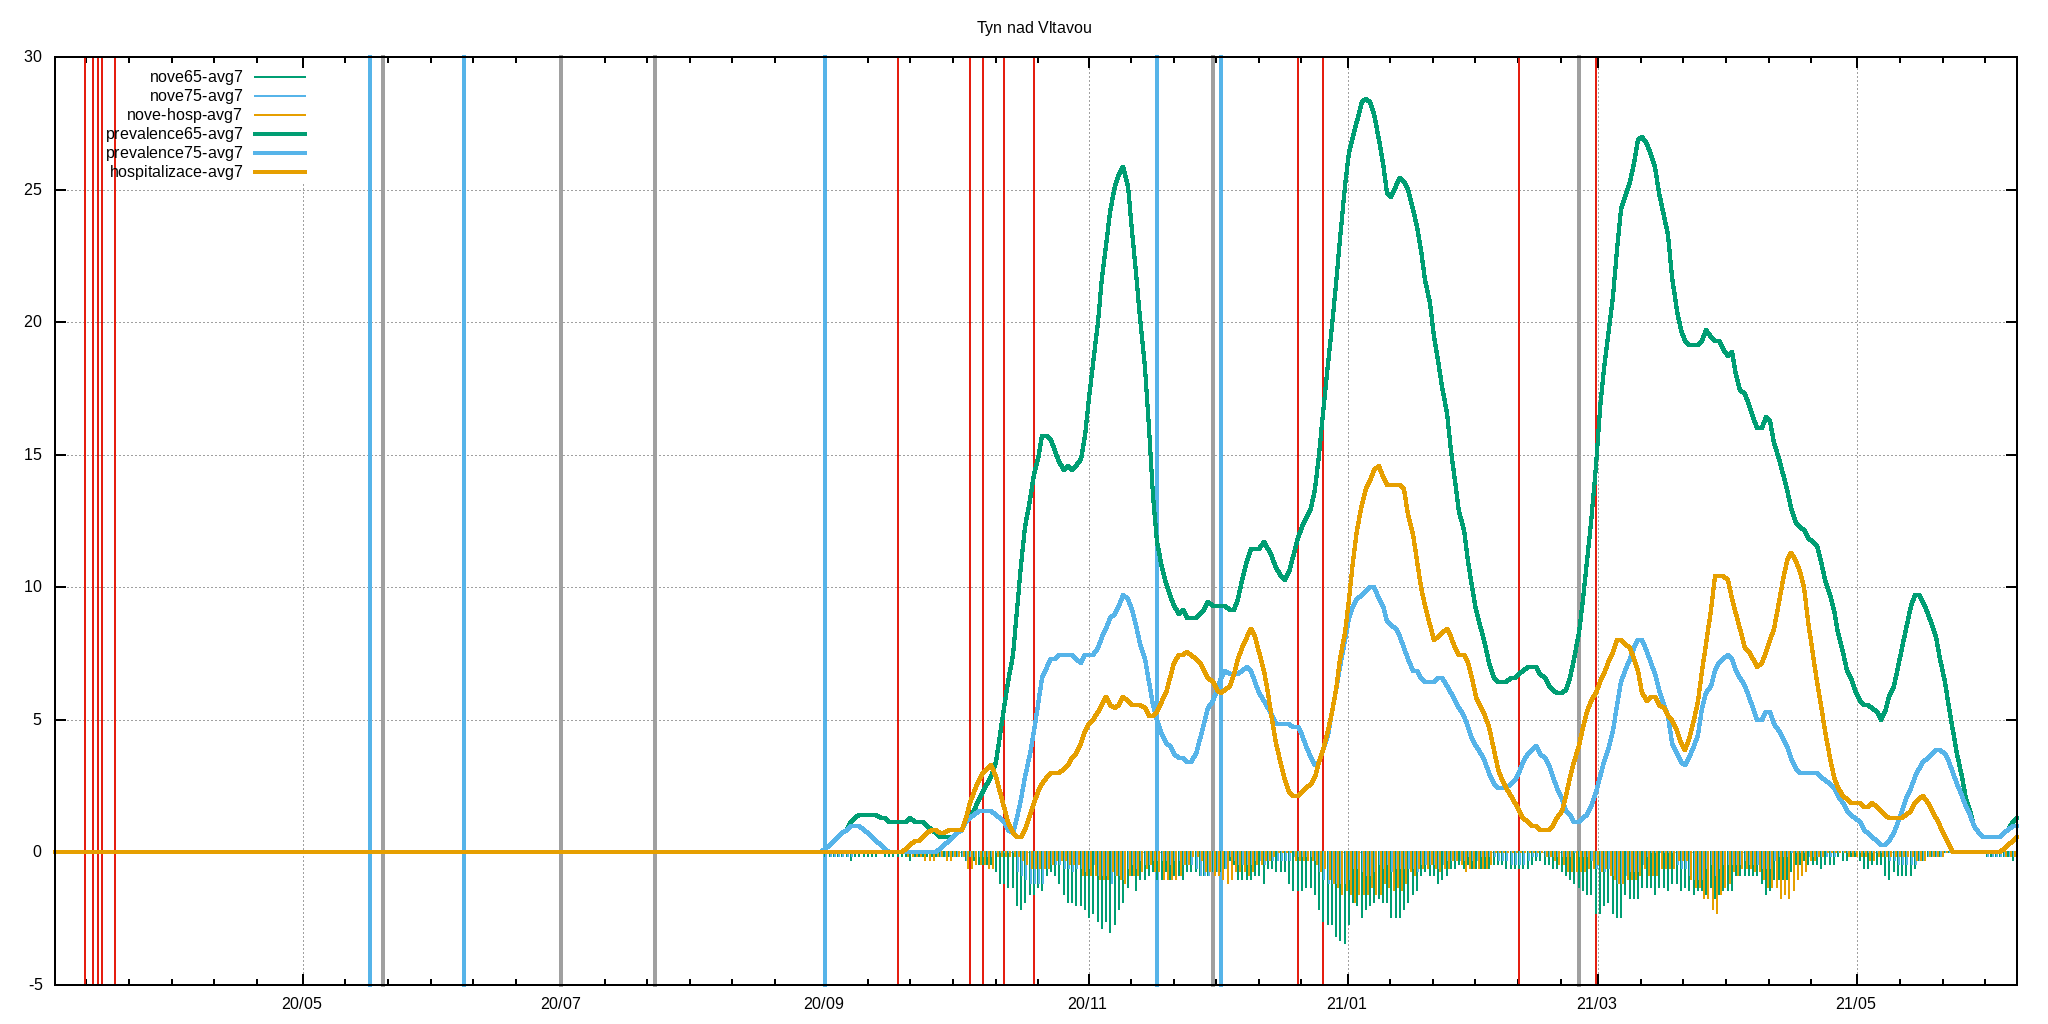 Tyn nad Vltavou
30
25
20
15
10
5
0
-5
nove65-avg7
nove75-avg7
nove-hosp-avg7
prevalence65-avg7
prevalence75-avg7
hospitalizace-avg7
20/05
20/07
20/09
20/11
21/01
21/03
21/05